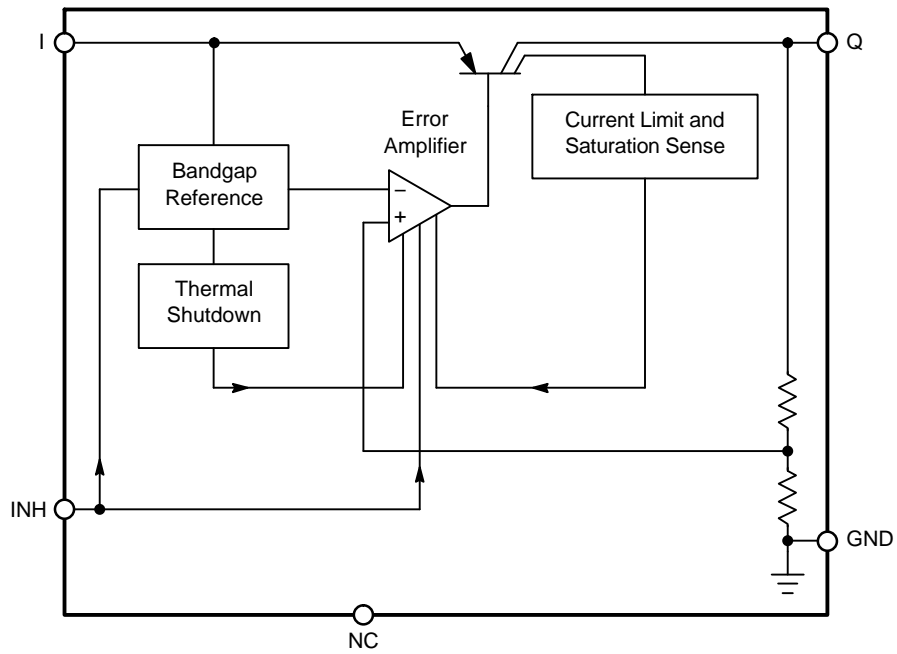 I
Q
Error
Amplifier
Current Limit and
Saturation Sense
Bandgap
Reference
−
+
Thermal
Shutdown
INH
GND
NC